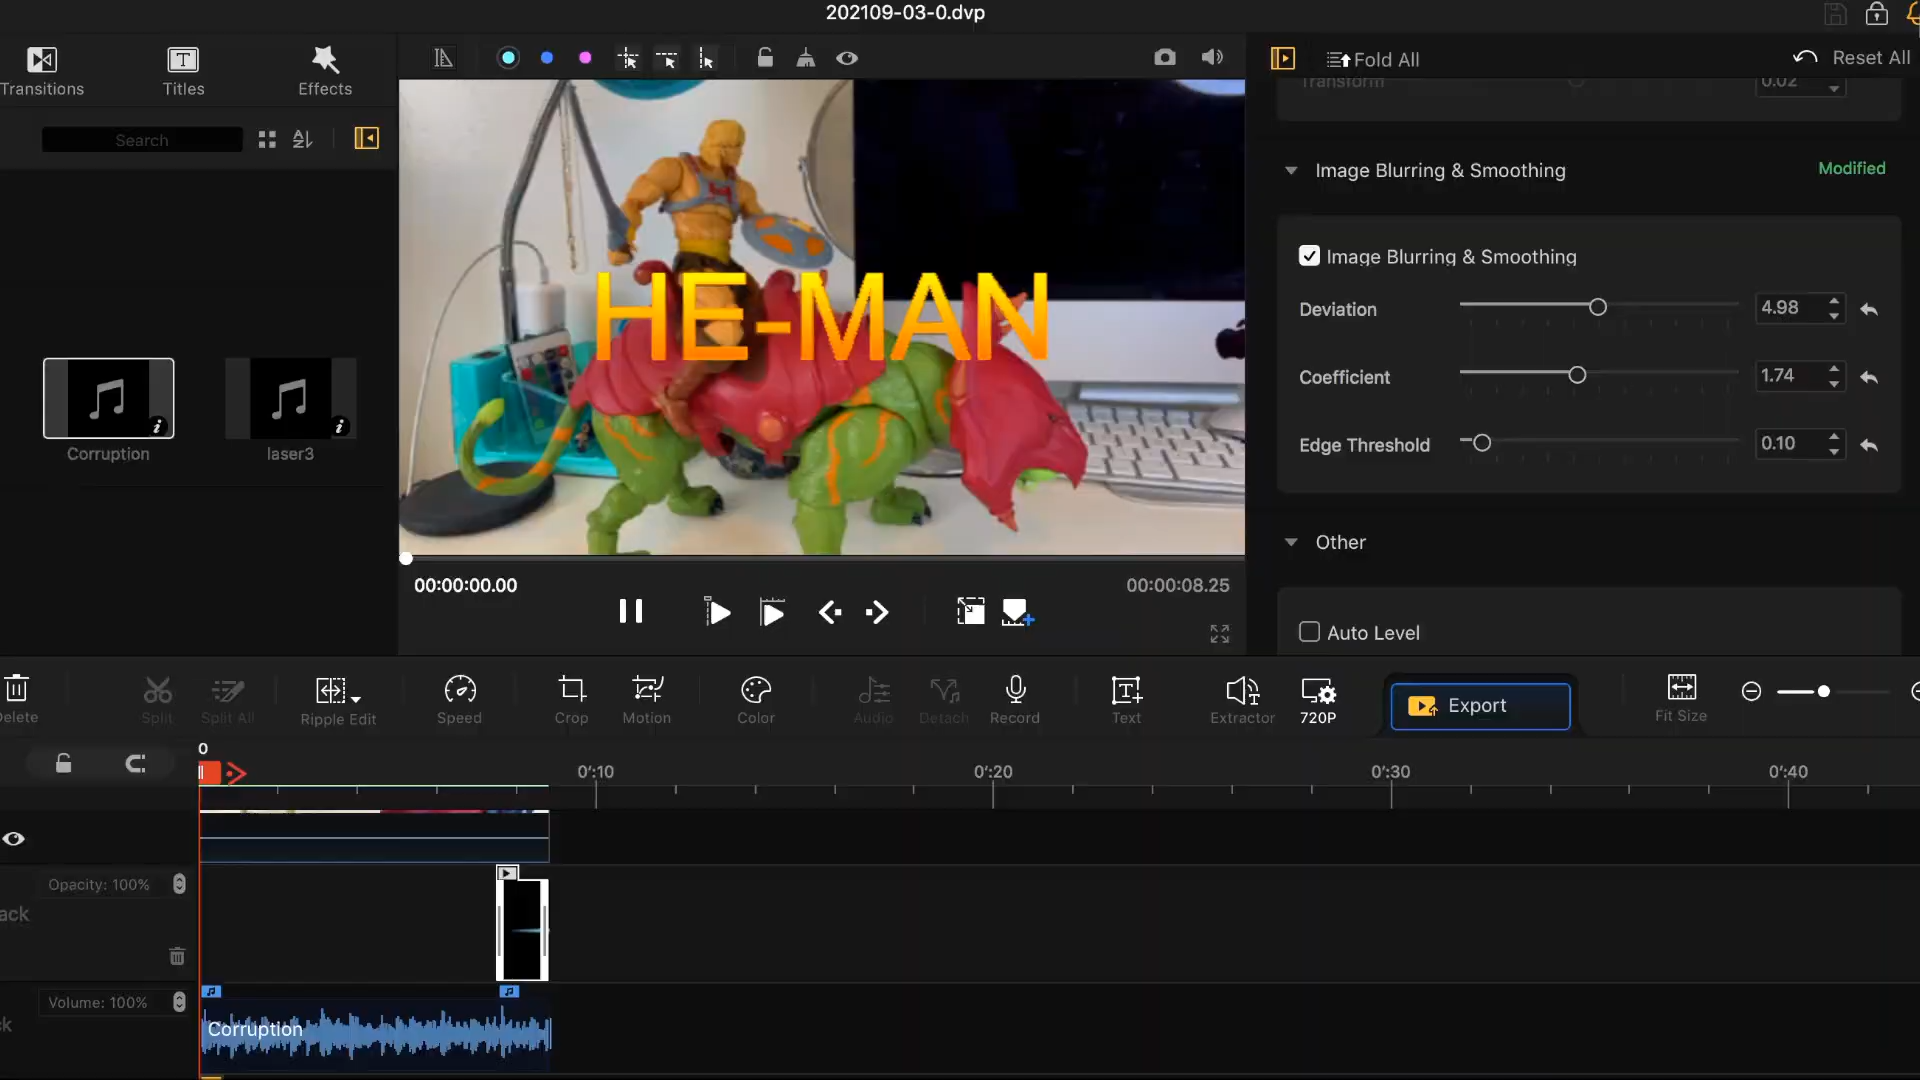 202109-03-0.dvp
Transitions
Titles
Effects
Fold All
Reset All
Search
Transform
0.02
Image Blurring & Smoothing
Modified
Image Blurring & Smoothing
HE-MAN
Deviation
4.98
Coefficient
1.74
Edge Threshold
0.10
Corruption
laser3
Other
00:00:00.00
00:00:08.25
Auto Level
Delete
Split
Split All
Ripple Edit
Speed
Crop
Motion
Color
Audio
Detach
Record
Text
Extractor
720P
Export
Fit Size
0
0':10
0':20
0':30
0':40
Opacity: 100%
ack
Volume: 100%
k
Corruption